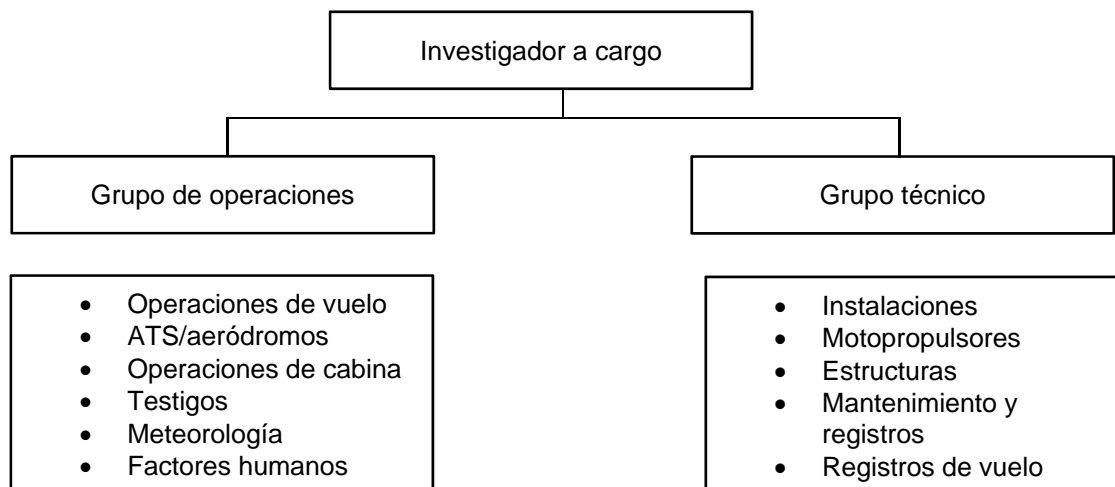 Investigador a cargo
Grupo de operaciones
Grupo técnico
• Operaciones de vuelo
• ATS/aeródromos
• Operaciones de cabina
• Testigos
• Meteorología
• Factores humanos
• Instalaciones
• Motopropulsores
• Estructuras
• Mantenimiento y
registros
• Registros de vuelo